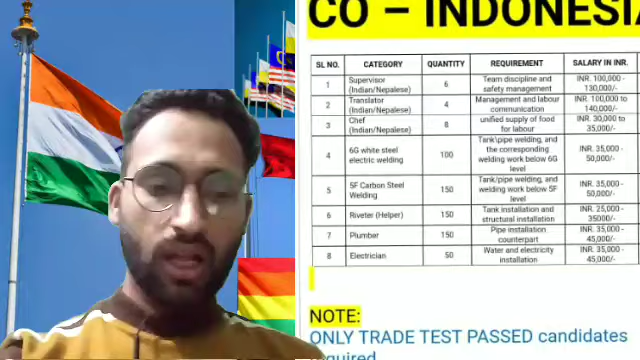 CO – INDONESIA
SL NO. CATEGORY QUANTITY REQUIREMENT SALARY IN INR.
1 Supervisor (Indian/Nepalese) 6 Team discipline and safety management INR. 100,000 - 130,000/-
2 Translator (Indian/Nepalese) 4 Management and labour communication INR. 100,000 to 140,000/-
3 Chef (Indian/Nepalese) 8 unified supply of food for labour INR. 30,000 to 35,000/-
4 6G white steel electric welding 100 Tank\pipe welding, and the corresponding welding work below 6G level INR. 35,000 - 50,000/-
5 5F Carbon Steel Welding 150 Tank/pipe welding, and welding work below 5F level INR. 35,000 - 50,000/-
6 Riveter (Helper) 150 Tank installation and structural installation INR. 25,000 - 35000/-
7 Plumber 150 Pipe installation counterpart INR. 35,000 - 45,000/-
8 Electrician 50 Water and electricity installation INR. 35,000 - 45,000/-
NOTE:
ONLY TRADE TEST PASSED candidates
required